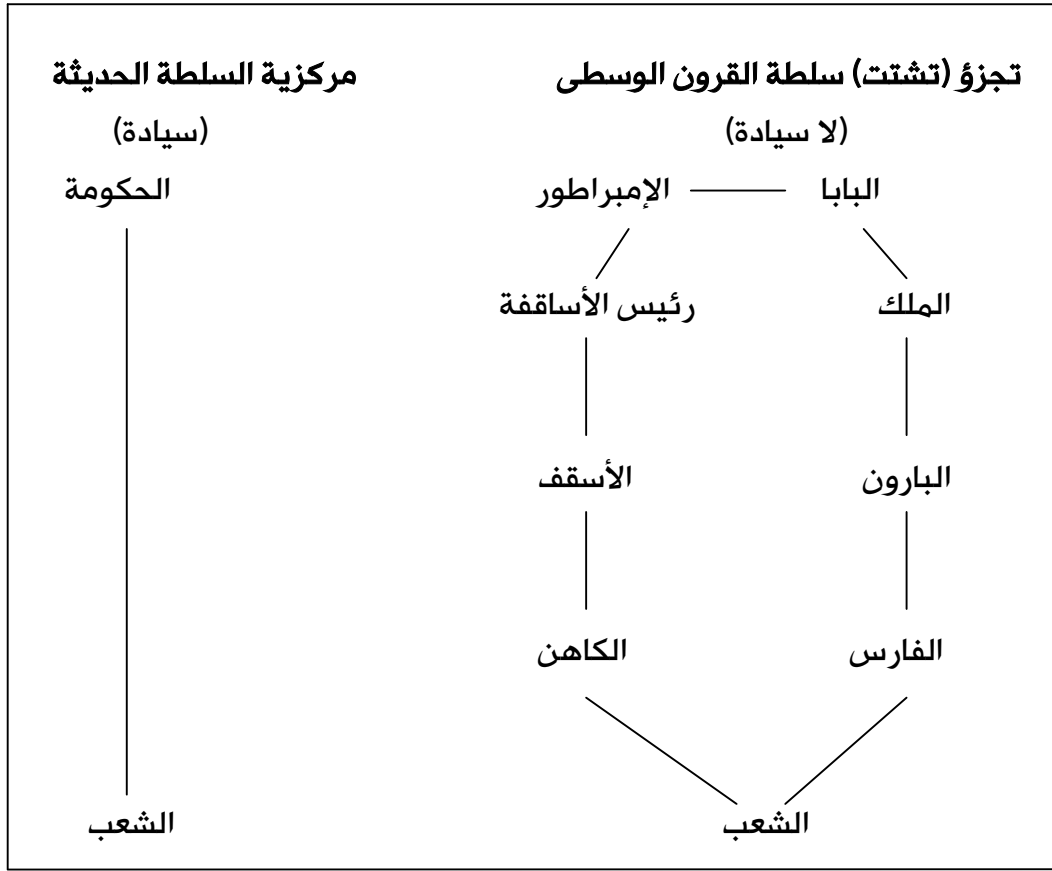 تجزؤ (تشتت) سلطة القرون الوسطى
(لا سيادة)
البابا
الإمبراطور
الملك
رئيس الأساقفة
البارون
الأسقف
الفارس
الكاهن
الشعب
مركزية السلطة الحديثة
(سيادة)
الحكومة
الشعب